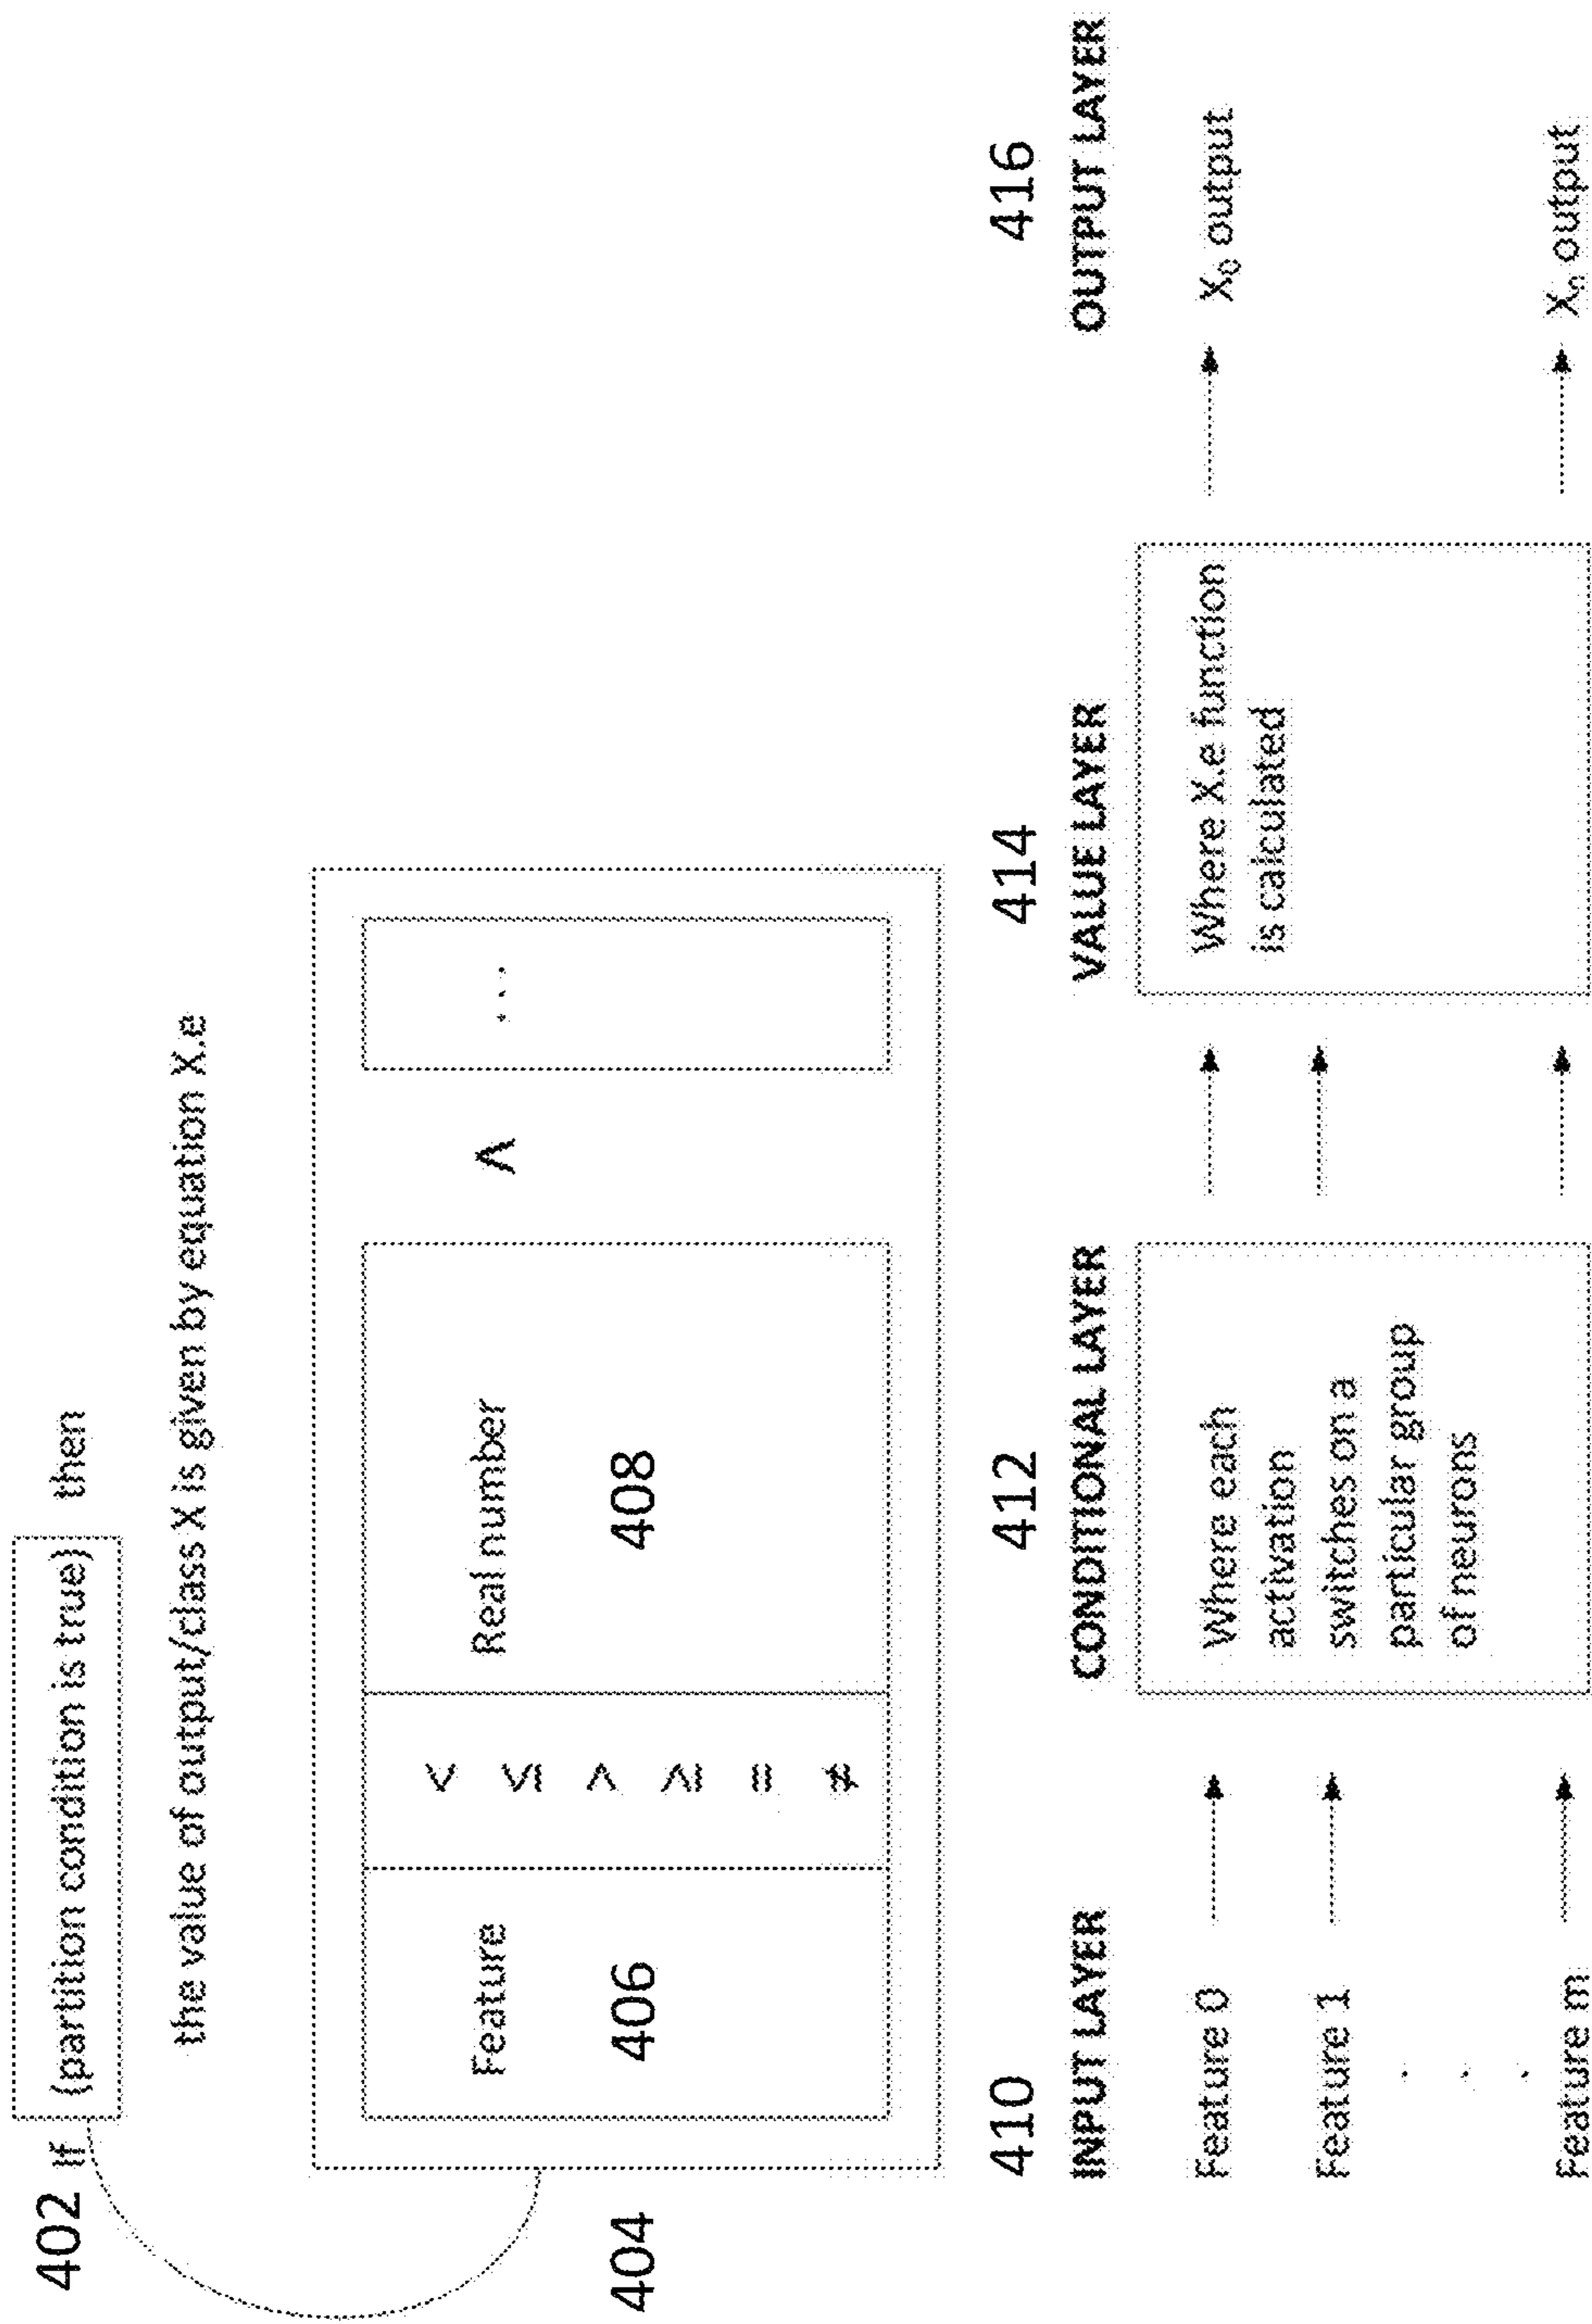 402 If {partition condition is true} then
the value of output/class X is given by equation X.e
404
Feature
406
<
≤
>
≥
=
≠
Real number
408
∧
...
410
INPUT LAYER
Feature 0
Feature 1
.
.
.
Feature m
412
CONDITIONAL LAYER
Where each
activation
switches on a
particular group
of neurons
414
VALUE LAYER
Where X.e function
is calculated
416
OUTPUT LAYER
X₀ output
Xₙ output